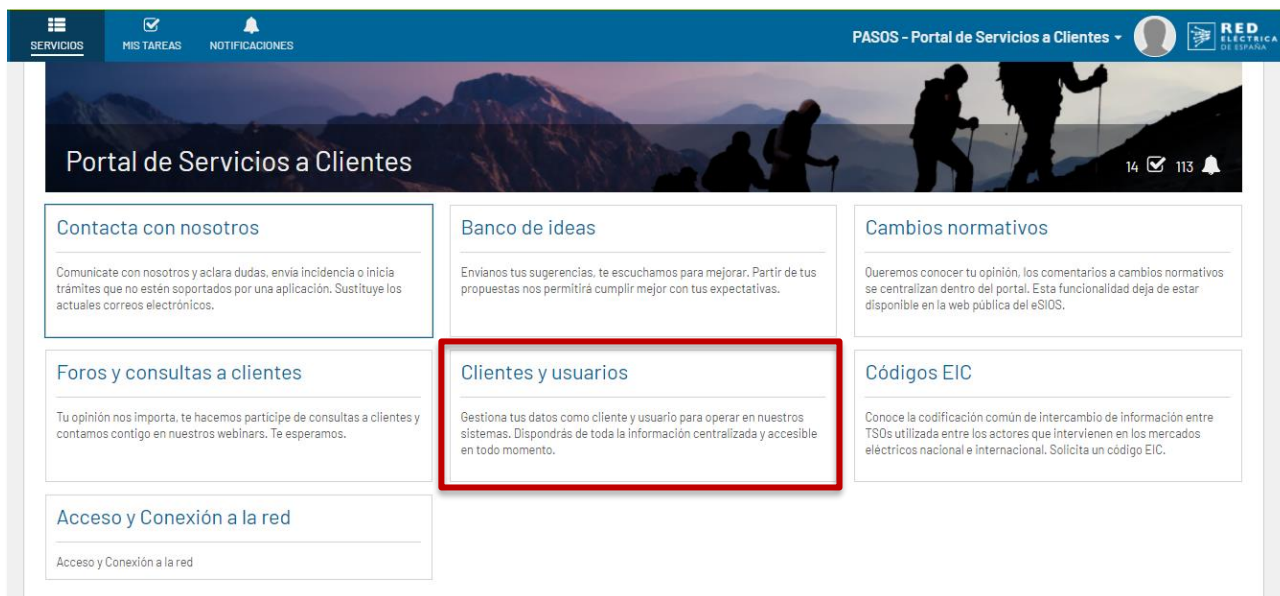 SERVICIOS
MIS TAREAS
NOTIFICACIONES
PASOS - Portal de Servicios a Clientes
RED
ELÉCTRICA
DE ESPAÑA
Portal de Servicios a Clientes
14
113
Contacta con nosotros
Comunícate con nosotros y aclara dudas, envía incidencia o inicia
trámites que no estén soportados por una aplicación. Sustituye los
actuales correos electrónicos.
Banco de ideas
Envíanos tus sugerencias, te escuchamos para mejorar. Partir de tus
propuestas nos permitirá cumplir mejor con tus expectativas.
Cambios normativos
Queremos conocer tu opinión, los comentarios a cambios normativos
se centralizan dentro del portal. Esta funcionalidad deja de estar
disponible en la web pública del eSIOS.
Foros y consultas a clientes
Tu opinión nos importa, te hacemos partícipe de consultas a clientes y
contamos contigo en nuestros webinars. Te esperamos.
Clientes y usuarios
Gestiona tus datos como cliente y usuario para operar en nuestros
sistemas. Dispondrás de toda la información centralizada y accesible
en todo momento.
Códigos EIC
Conoce la codificación común de intercambio de información entre
TSOs utilizada entre los actores que intervienen en los mercados
eléctricos nacional e internacional. Solicita un código EIC.
Acceso y Conexión a la red
Acceso y Conexión a la red